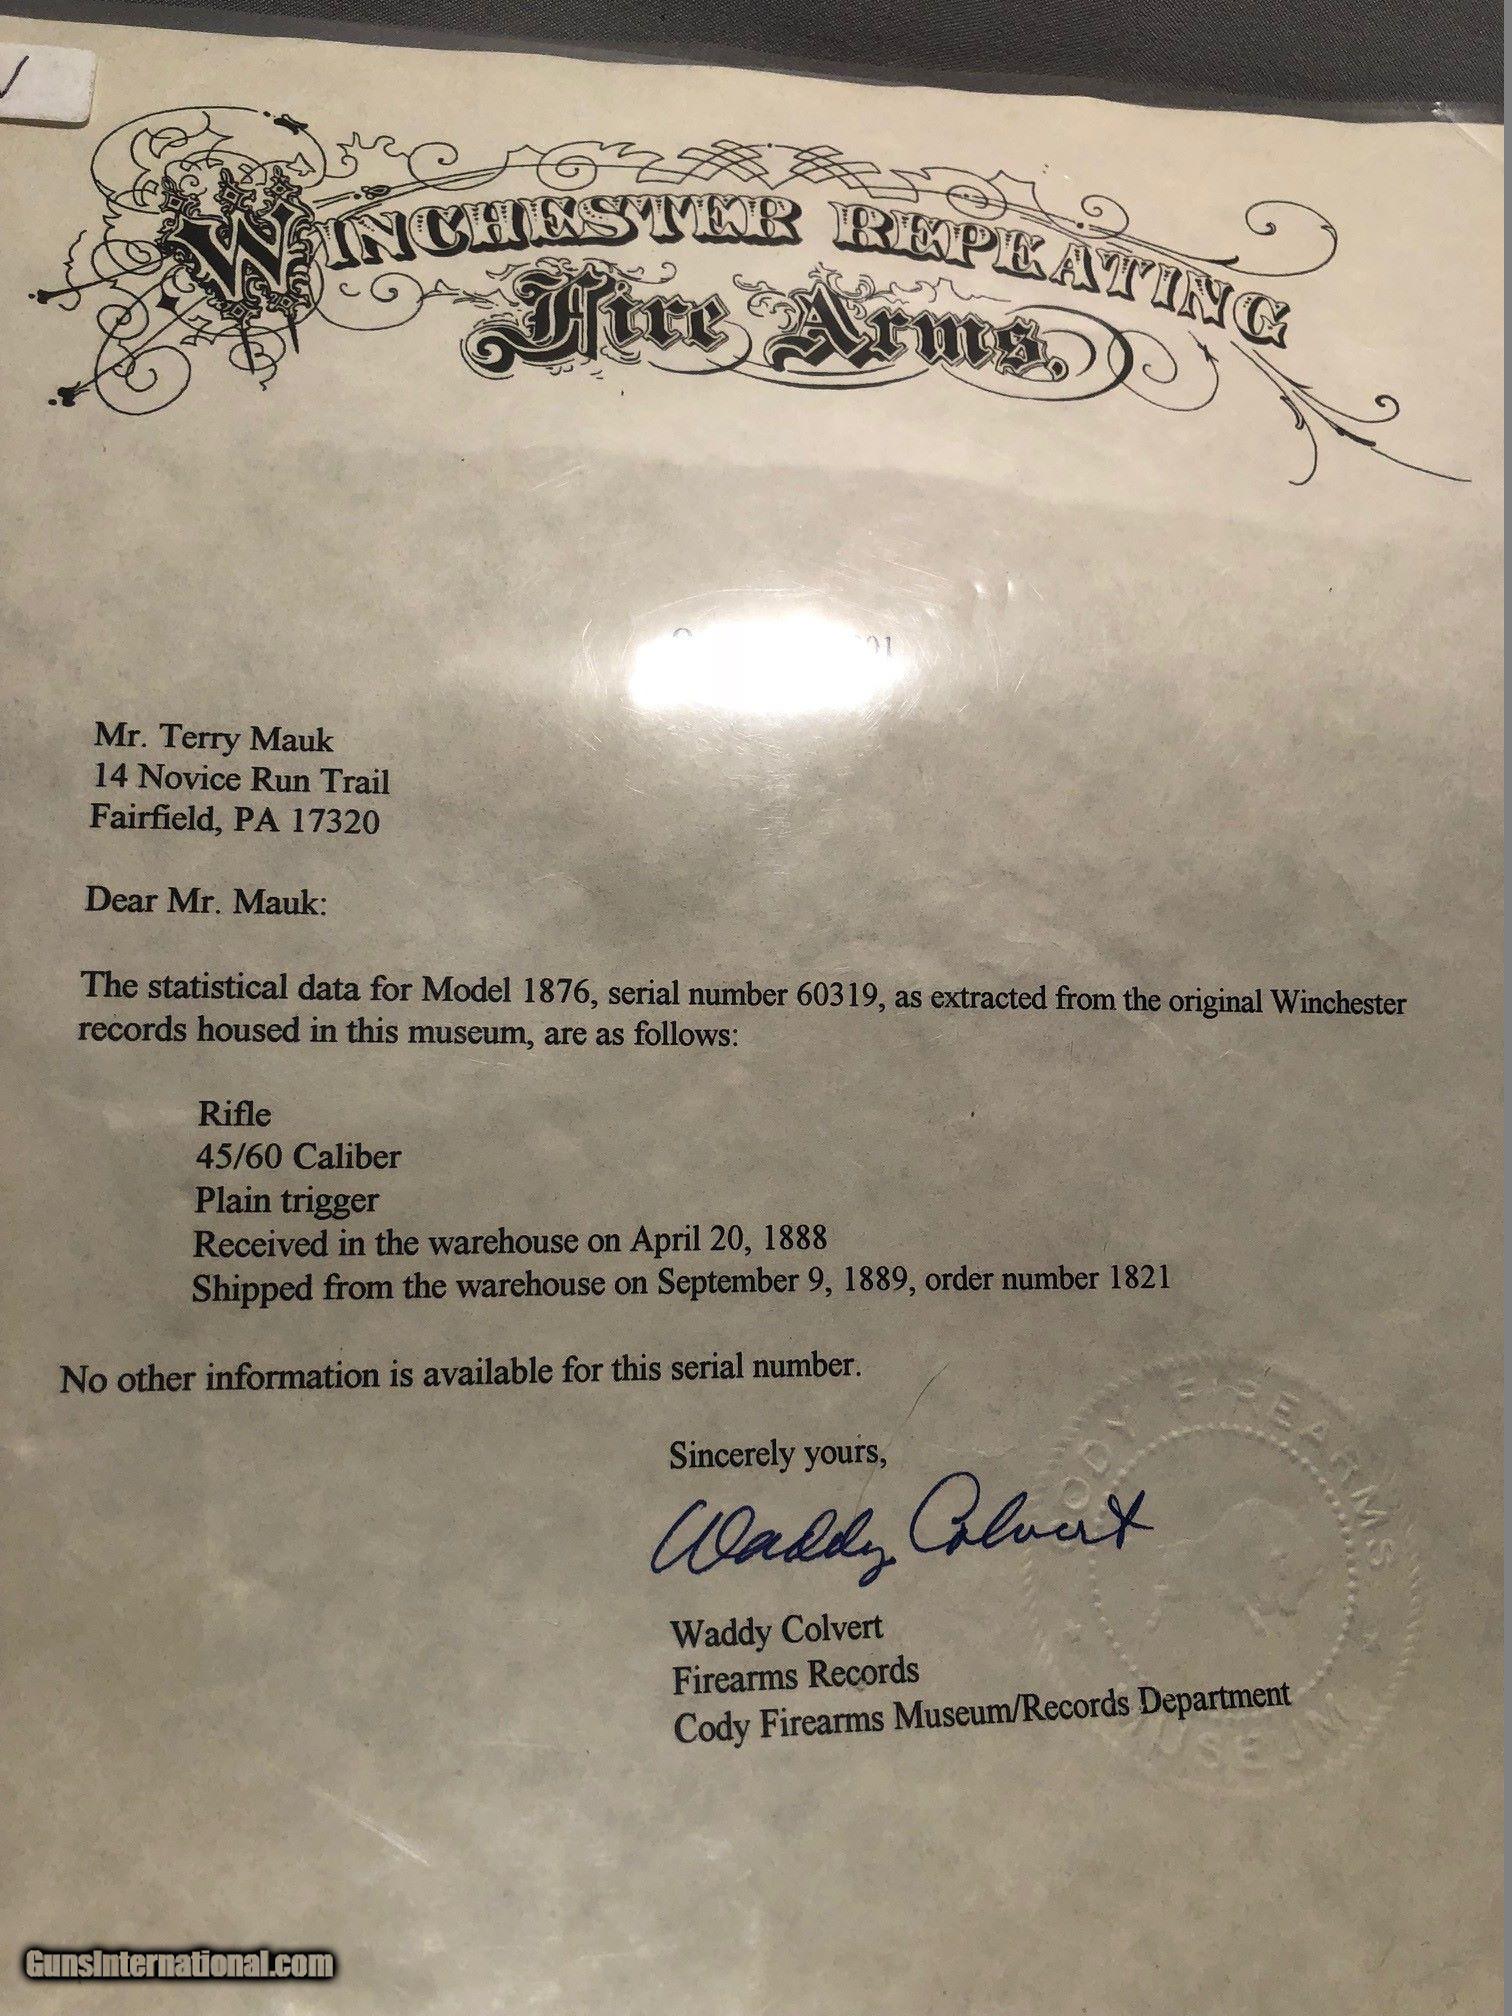 WINCHESTER REPEATING
Fire Arms.
Mr. Terry Mauk
14 Novice Run Trail
Fairfield, PA 17320
Dear Mr. Mauk:
The statistical data for Model 1876, serial number 60319, as extracted from the original Winchester
records housed in this museum, are as follows:
Rifle
45/60 Caliber
Plain trigger
Received in the warehouse on April 20, 1888
Shipped from the warehouse on September 9, 1889, order number 1821
No other information is available for this serial number.
Sincerely yours,
Waddy Colvert
Waddy Colvert
Firearms Records
Cody Firearms Museum/Records Department
CODY FIREARMS
MUSEUM
GunsInternational.com